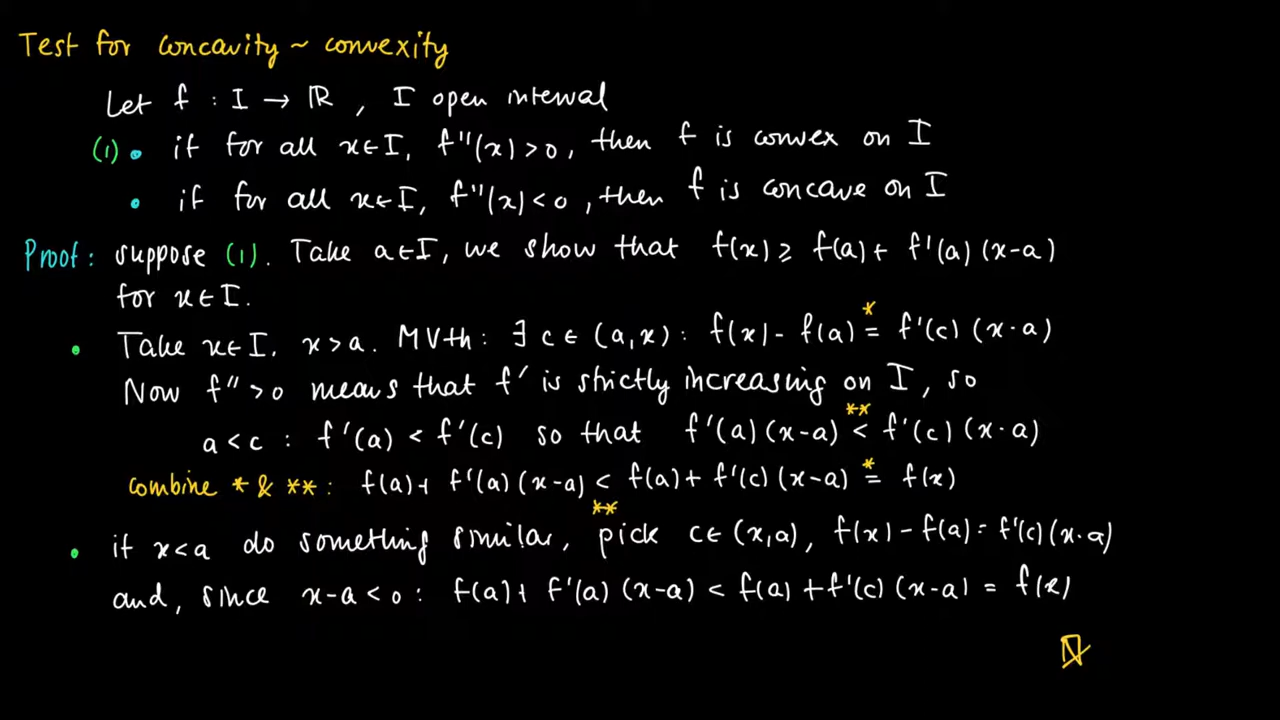 Test for concavity ~ convexity
Let f : I → ℝ , I open interval
(1) • if for all x ∈ I, f''(x) > 0, then f is convex on I
• if for all x ∈ I, f''(x) < 0, then f is concave on I
Proof: suppose (1). Take a ∈ I, we show that f(x) ≥ f(a) + f'(a) (x-a)
for x ∈ I.
• Take x ∈ I. x > a. MVth: ∃ c ∈ (a,x): f(x) - f(a) =* f'(c) (x-a)
Now f'' > 0 means that f' is strictly increasing on I, so
a < c : f'(a) < f'(c) so that f'(a) (x-a) <** f'(c) (x-a)
combine * & **: f(a) + f'(a) (x-a) <** f(a) + f'(c) (x-a) =* f(x)
• if x < a do something similar, pick c ∈ (x,a), f(x) - f(a) = f'(c)(x-a)
and, since x-a < 0 : f(a) + f'(a) (x-a) < f(a) + f'(c) (x-a) = f(x)